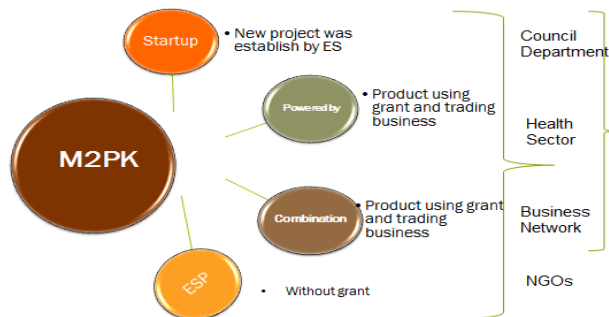 Startup
• New project was
establish by ES
Council
Department
Powered by
• Product using
grant and trading
business
Health
Sector
M2PK
Combination
• Product using grant
and trading
business
Business
Network
ESP
• Without grant
NGOs